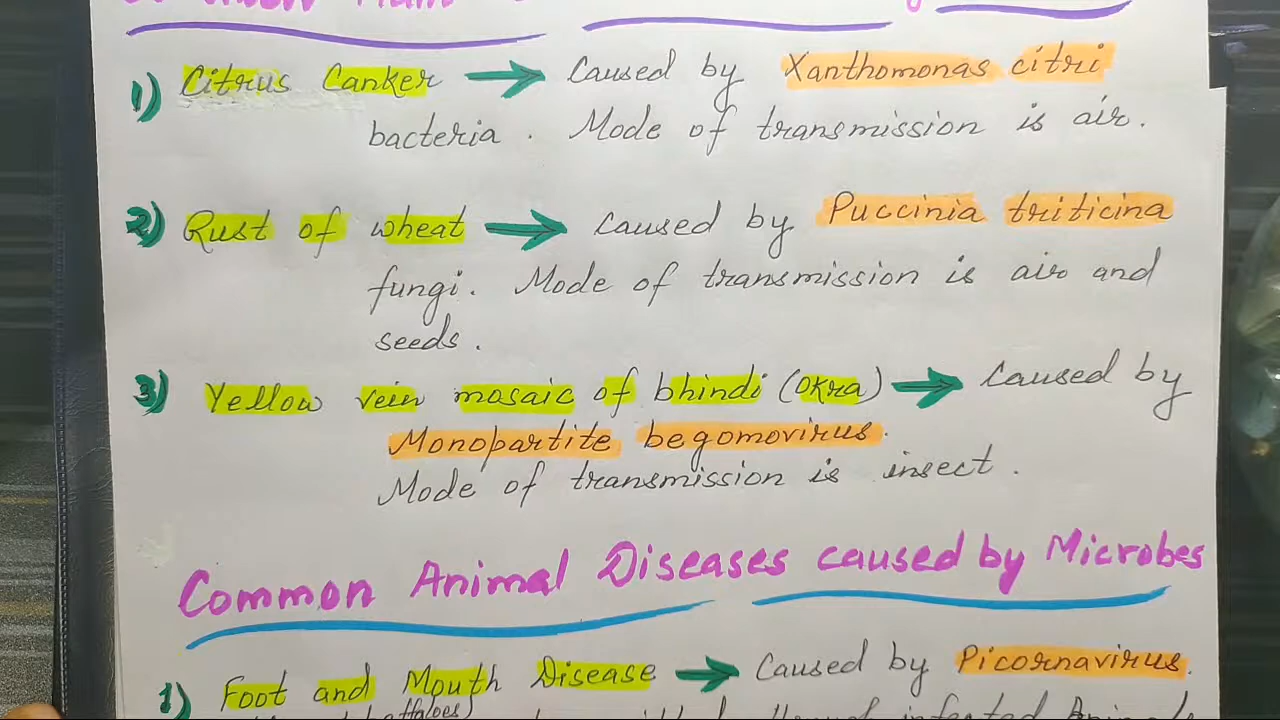 1) Citrus Canker → Caused by Xanthomonas citri
bacteria. Mode of transmission is air.
2) Rust of wheat → Caused by Puccinia triticina
fungi. Mode of transmission is air and
seeds.
3) Yellow vein mosaic of bhindi (okra) → Caused by
Monopartite begomovirus.
Mode of transmission is insect.
Common Animal Diseases caused by Microbes
1) Foot and Mouth Disease → Caused by Picornavirus.